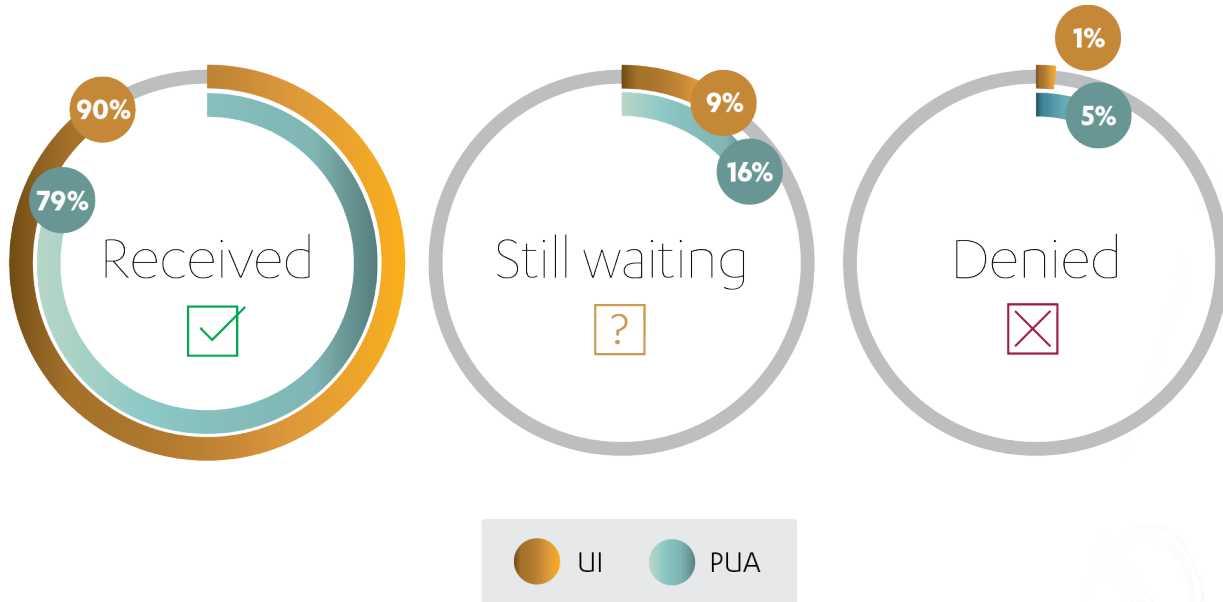 90%
79%
Received
9%
16%
Still waiting
?
1%
5%
Denied
UI
PUA